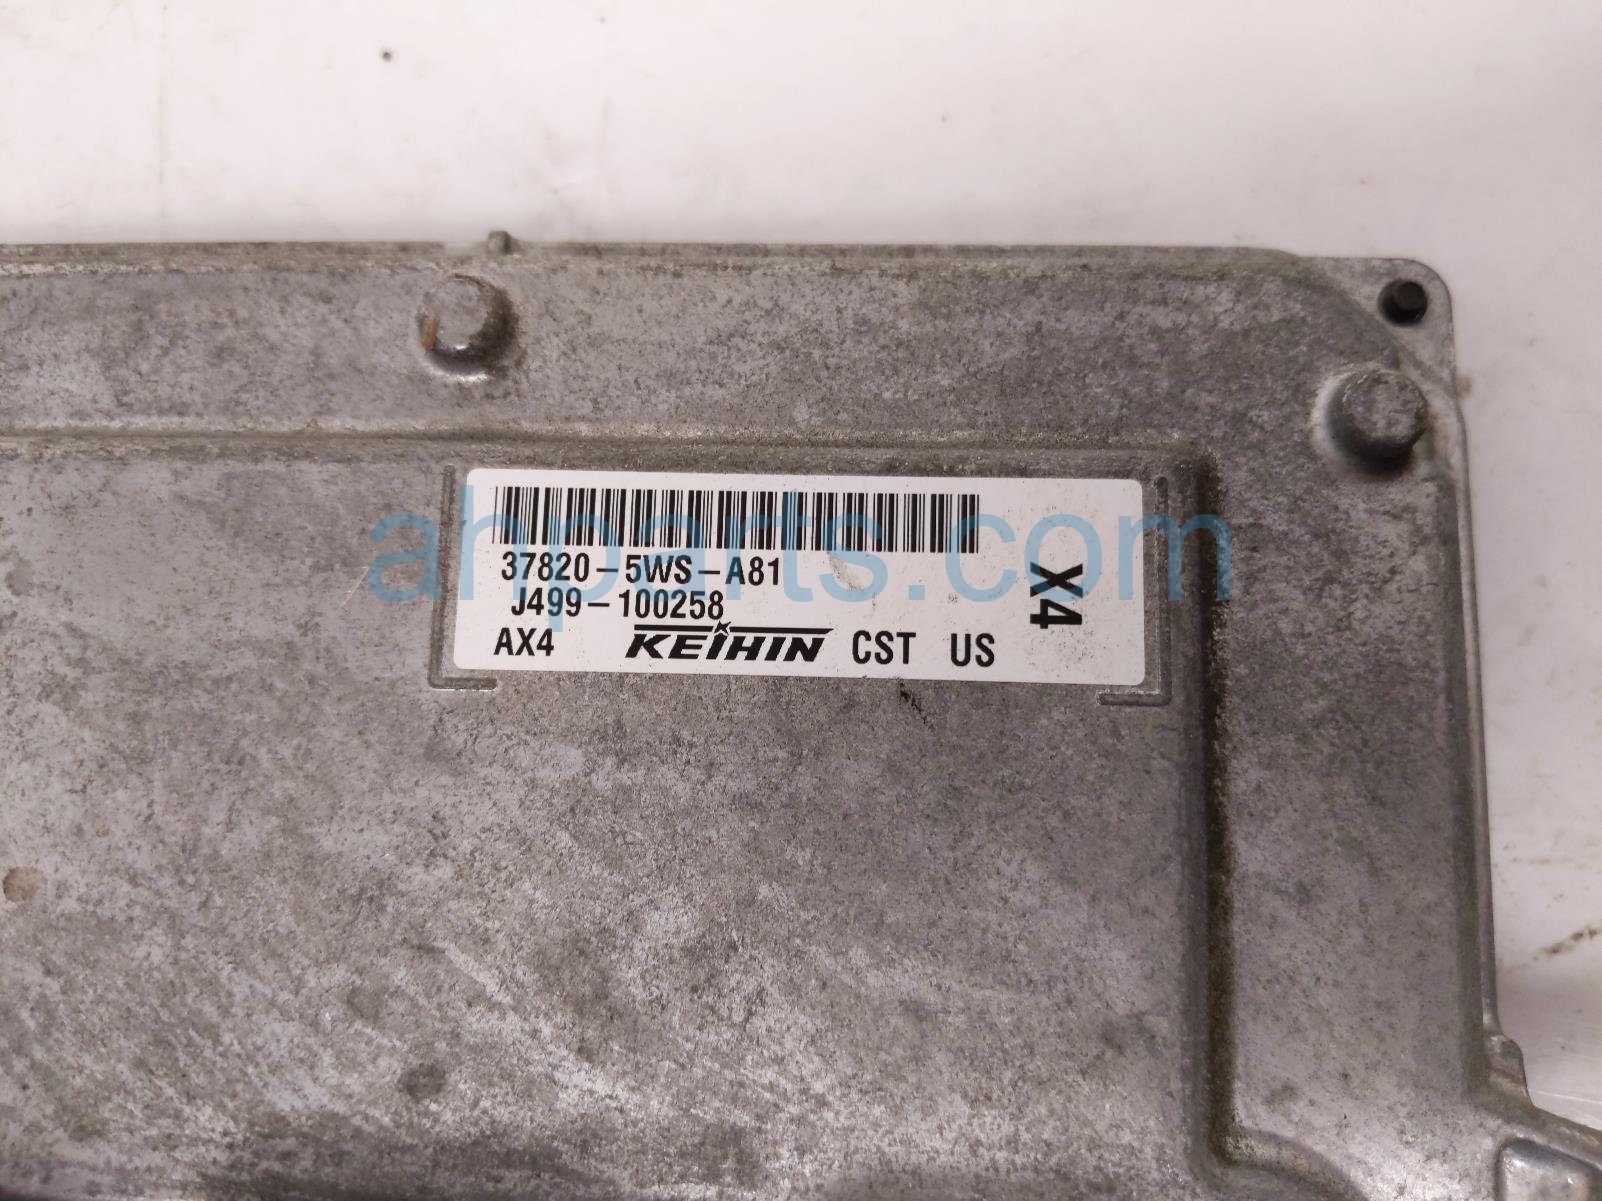 37820-5WS-A81
J499-100258
AX4 KEIHIN CST US
X4
ahparts.com